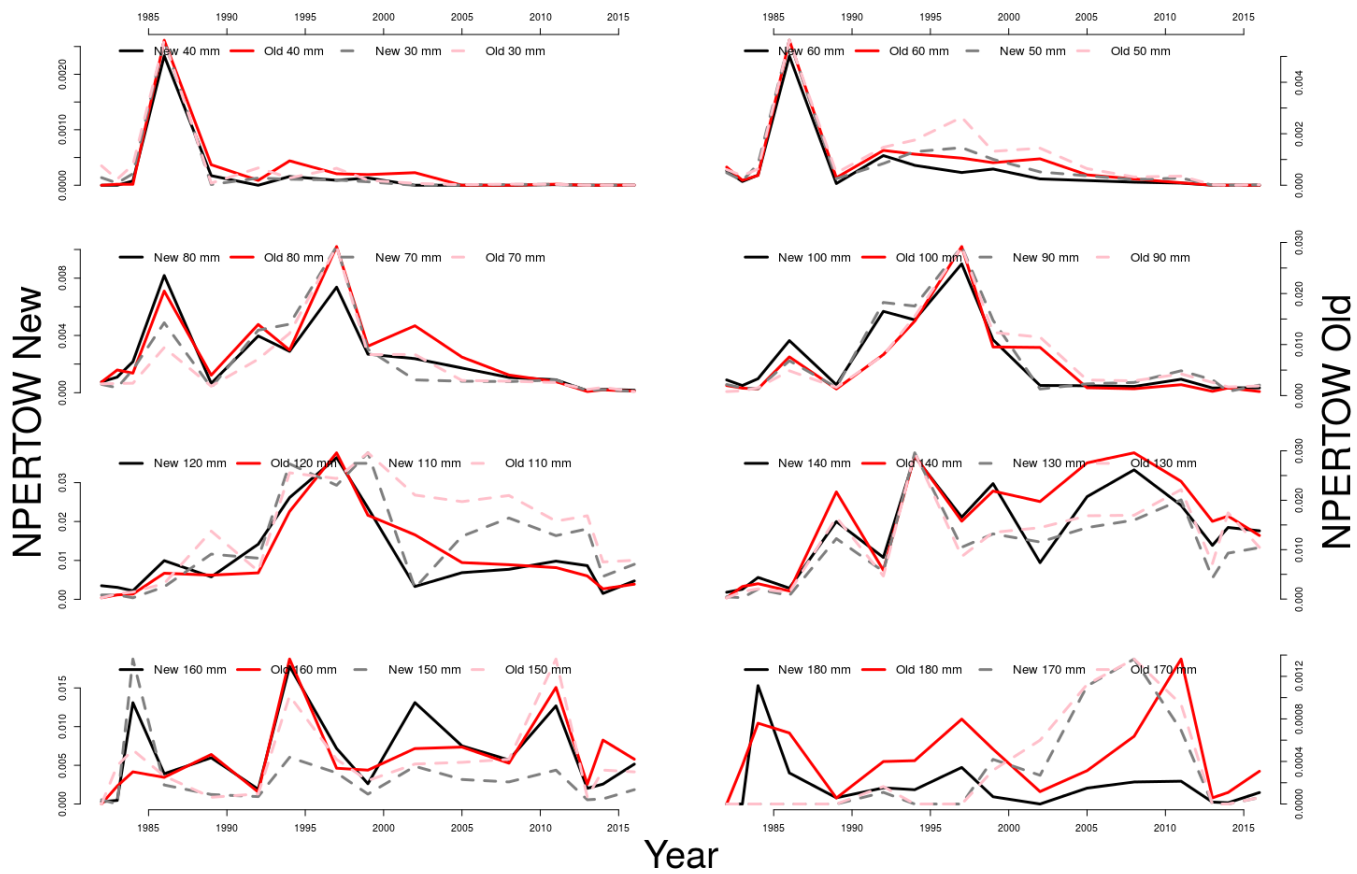 1985 1990 1995 2000 2005 2010 2015 1985 1990 1995 2000 2005 2010 2015
New 40 mm Old 40 mm New 30 mm Old 30 mm
0.0000 0.0010 0.0020
New 60 mm Old 60 mm New 50 mm Old 50 mm
0.000 0.002 0.004
New 80 mm Old 80 mm New 70 mm Old 70 mm
0.000 0.004 0.008
New 100 mm Old 100 mm New 90 mm Old 90 mm
0.000 0.010 0.020 0.030
NPERTOW New
NPERTOW Old
New 120 mm Old 120 mm New 110 mm Old 110 mm
0.00 0.01 0.02 0.03
New 140 mm Old 140 mm New 130 mm Old 130 mm
0.000 0.010 0.020 0.030
New 160 mm Old 160 mm New 150 mm Old 150 mm
0.000 0.005 0.010 0.015
New 180 mm Old 180 mm New 170 mm Old 170 mm
0.0000 0.0004 0.0008 0.0012
1985 1990 1995 2000 2005 2010 2015 1985 1990 1995 2000 2005 2010 2015
Year